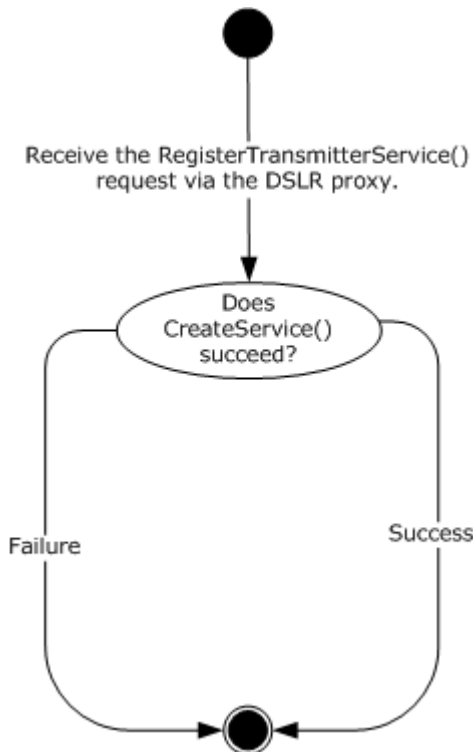 Receive the RegisterTransmitterService()
request via the DSLR proxy.
Does
CreateService()
succeed?
Failure
Success